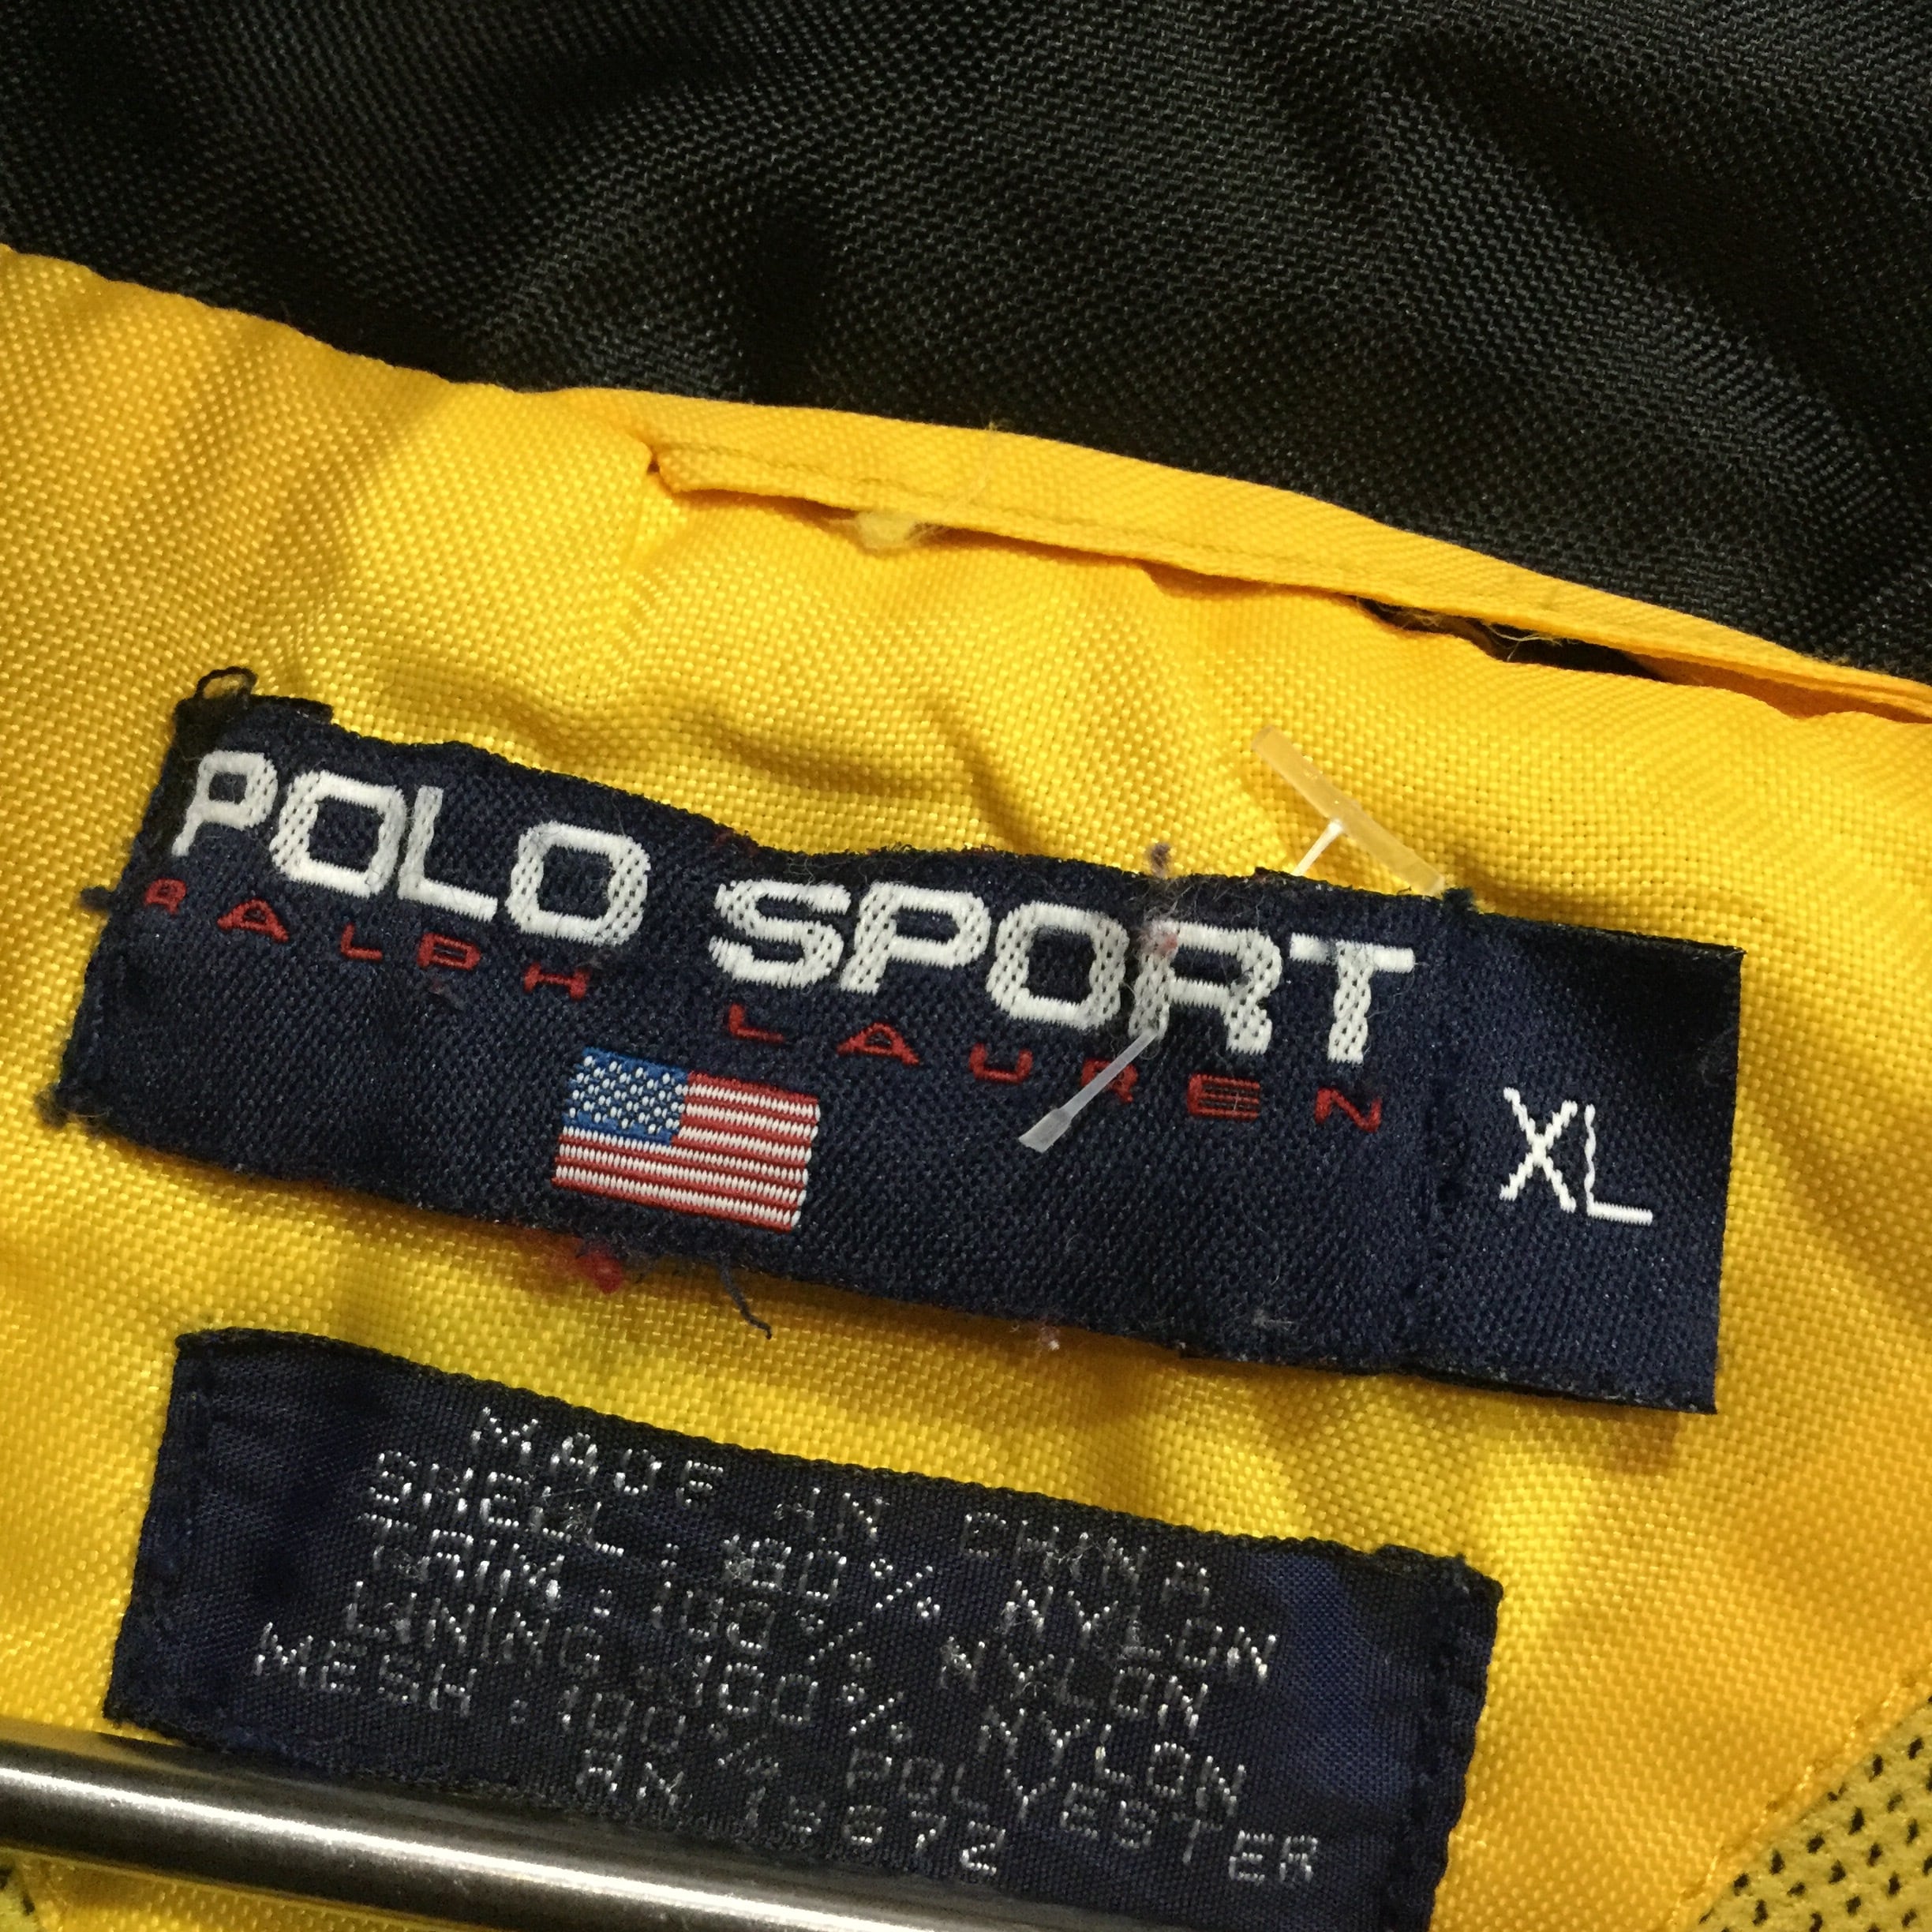 POLO SPORT
RALPH LAUREN
XL
MADE IN CHINA
SHELL: 100% NYLON
TRIM: 100% NYLON
LINING: 100% NYLON
MESH: 100% POLYESTER
RN 15672